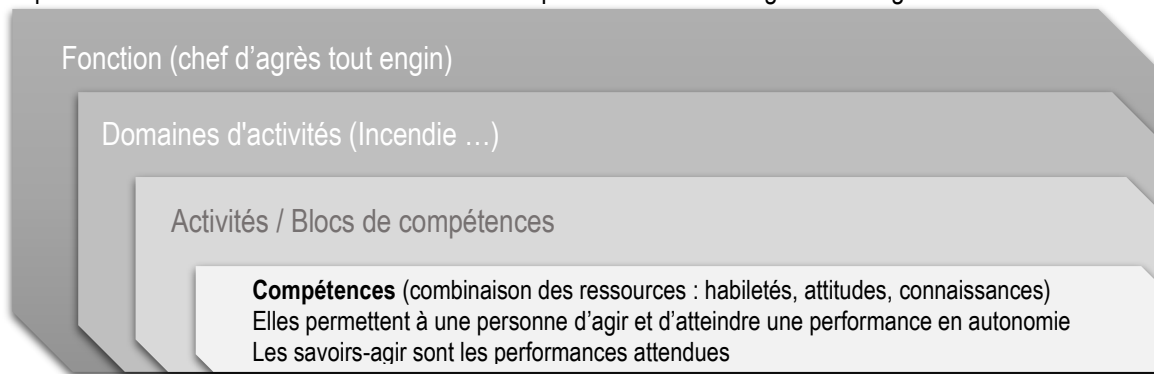 Fonction (chef d’agrès tout engin)
Domaines d'activités (Incendie …)
Activités / Blocs de compétences
Compétences (combinaison des ressources : habiletés, attitudes, connaissances)
Elles permettent à une personne d’agir et d’atteindre une performance en autonomie
Les savoirs-agir sont les performances attendues